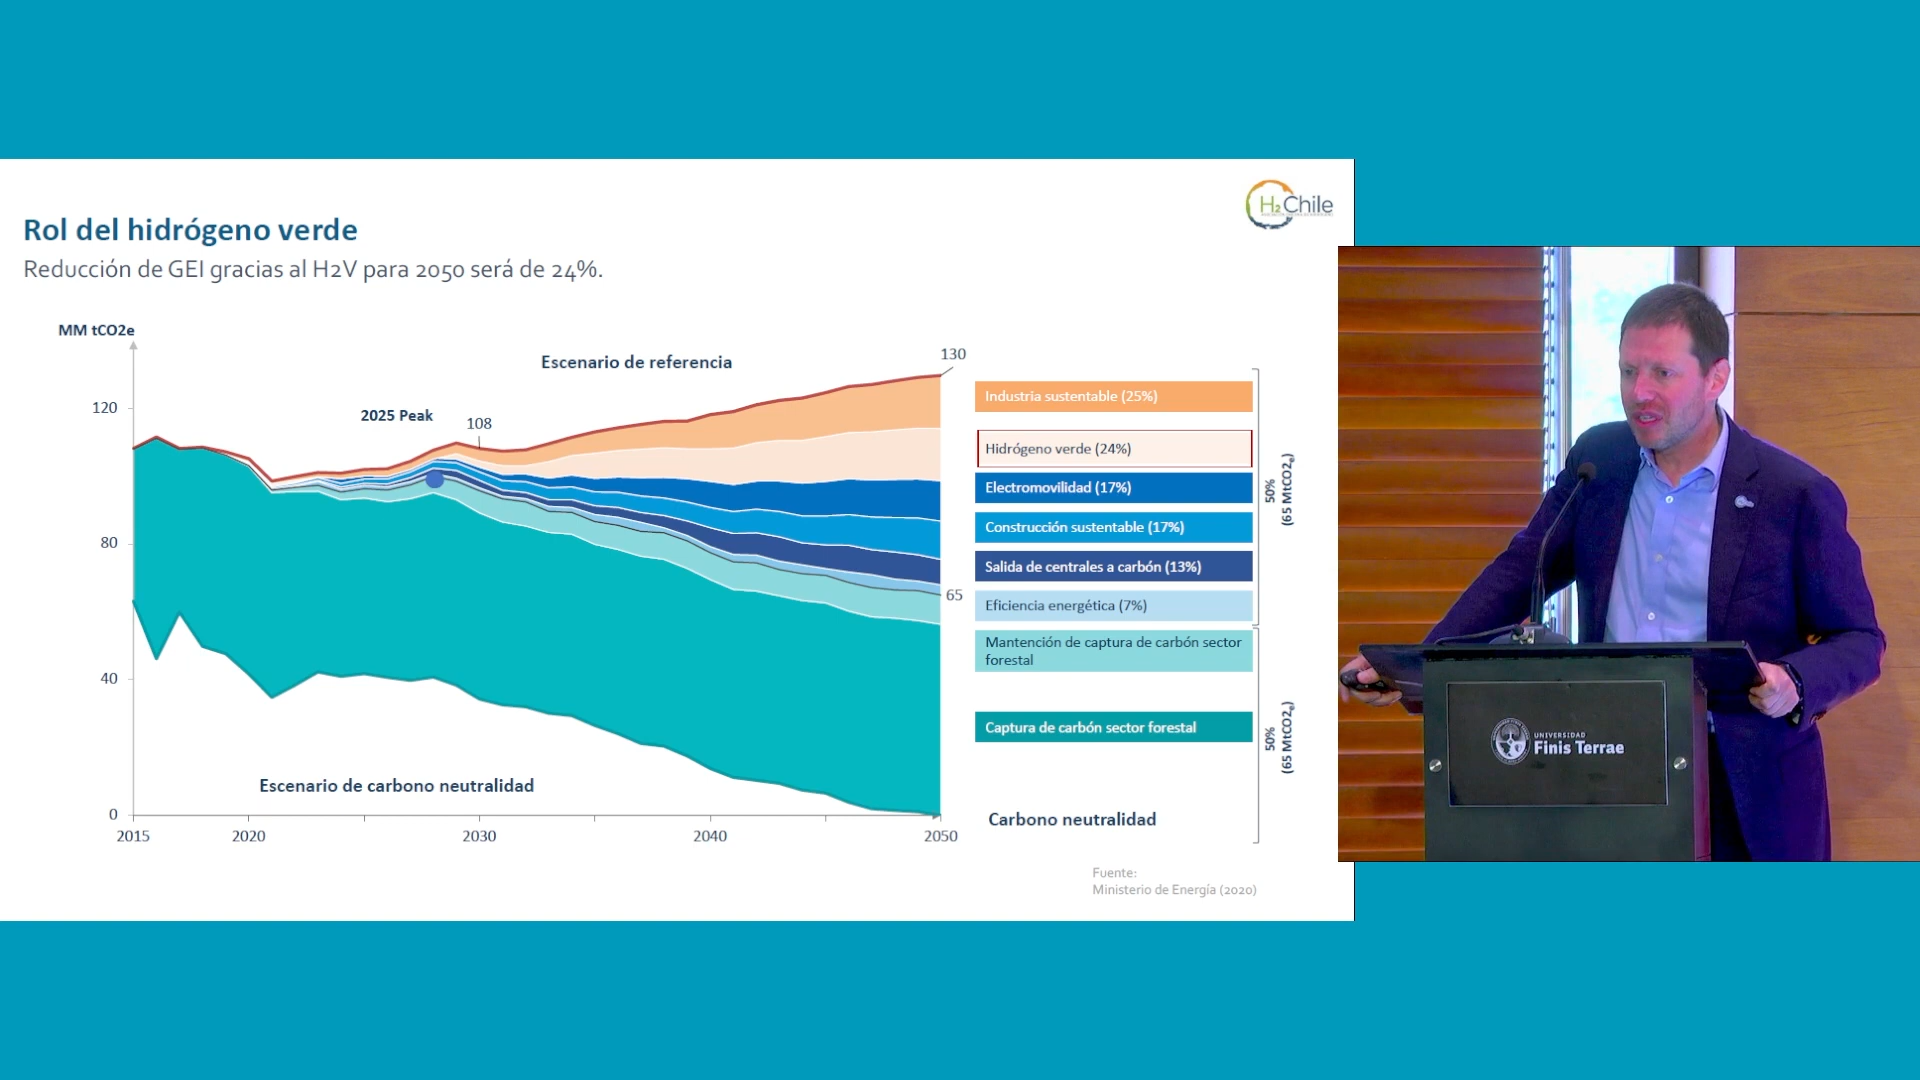 H2Chile
Rol del hidrógeno verde
Reducción de GEI gracias al H2V para 2050 será de 24%.
MM tCO2e
Escenario de referencia
130
120
2025 Peak
108
80
65
40
Escenario de carbono neutralidad
0
2015
2020
2030
2040
2050
Industria sustentable (25%)
Hidrógeno verde (24%)
Electromovilidad (17%)
Construcción sustentable (17%)
Salida de centrales a carbón (13%)
Eficiencia energética (7%)
Mantención de captura de carbón sector
forestal
Captura de carbón sector forestal
Carbono neutralidad
50%
(65 MtCO2e)
50%
(65 MtCO2e)
Fuente:
Ministerio de Energía (2020)
UNIVERSIDAD
Finis Terrae